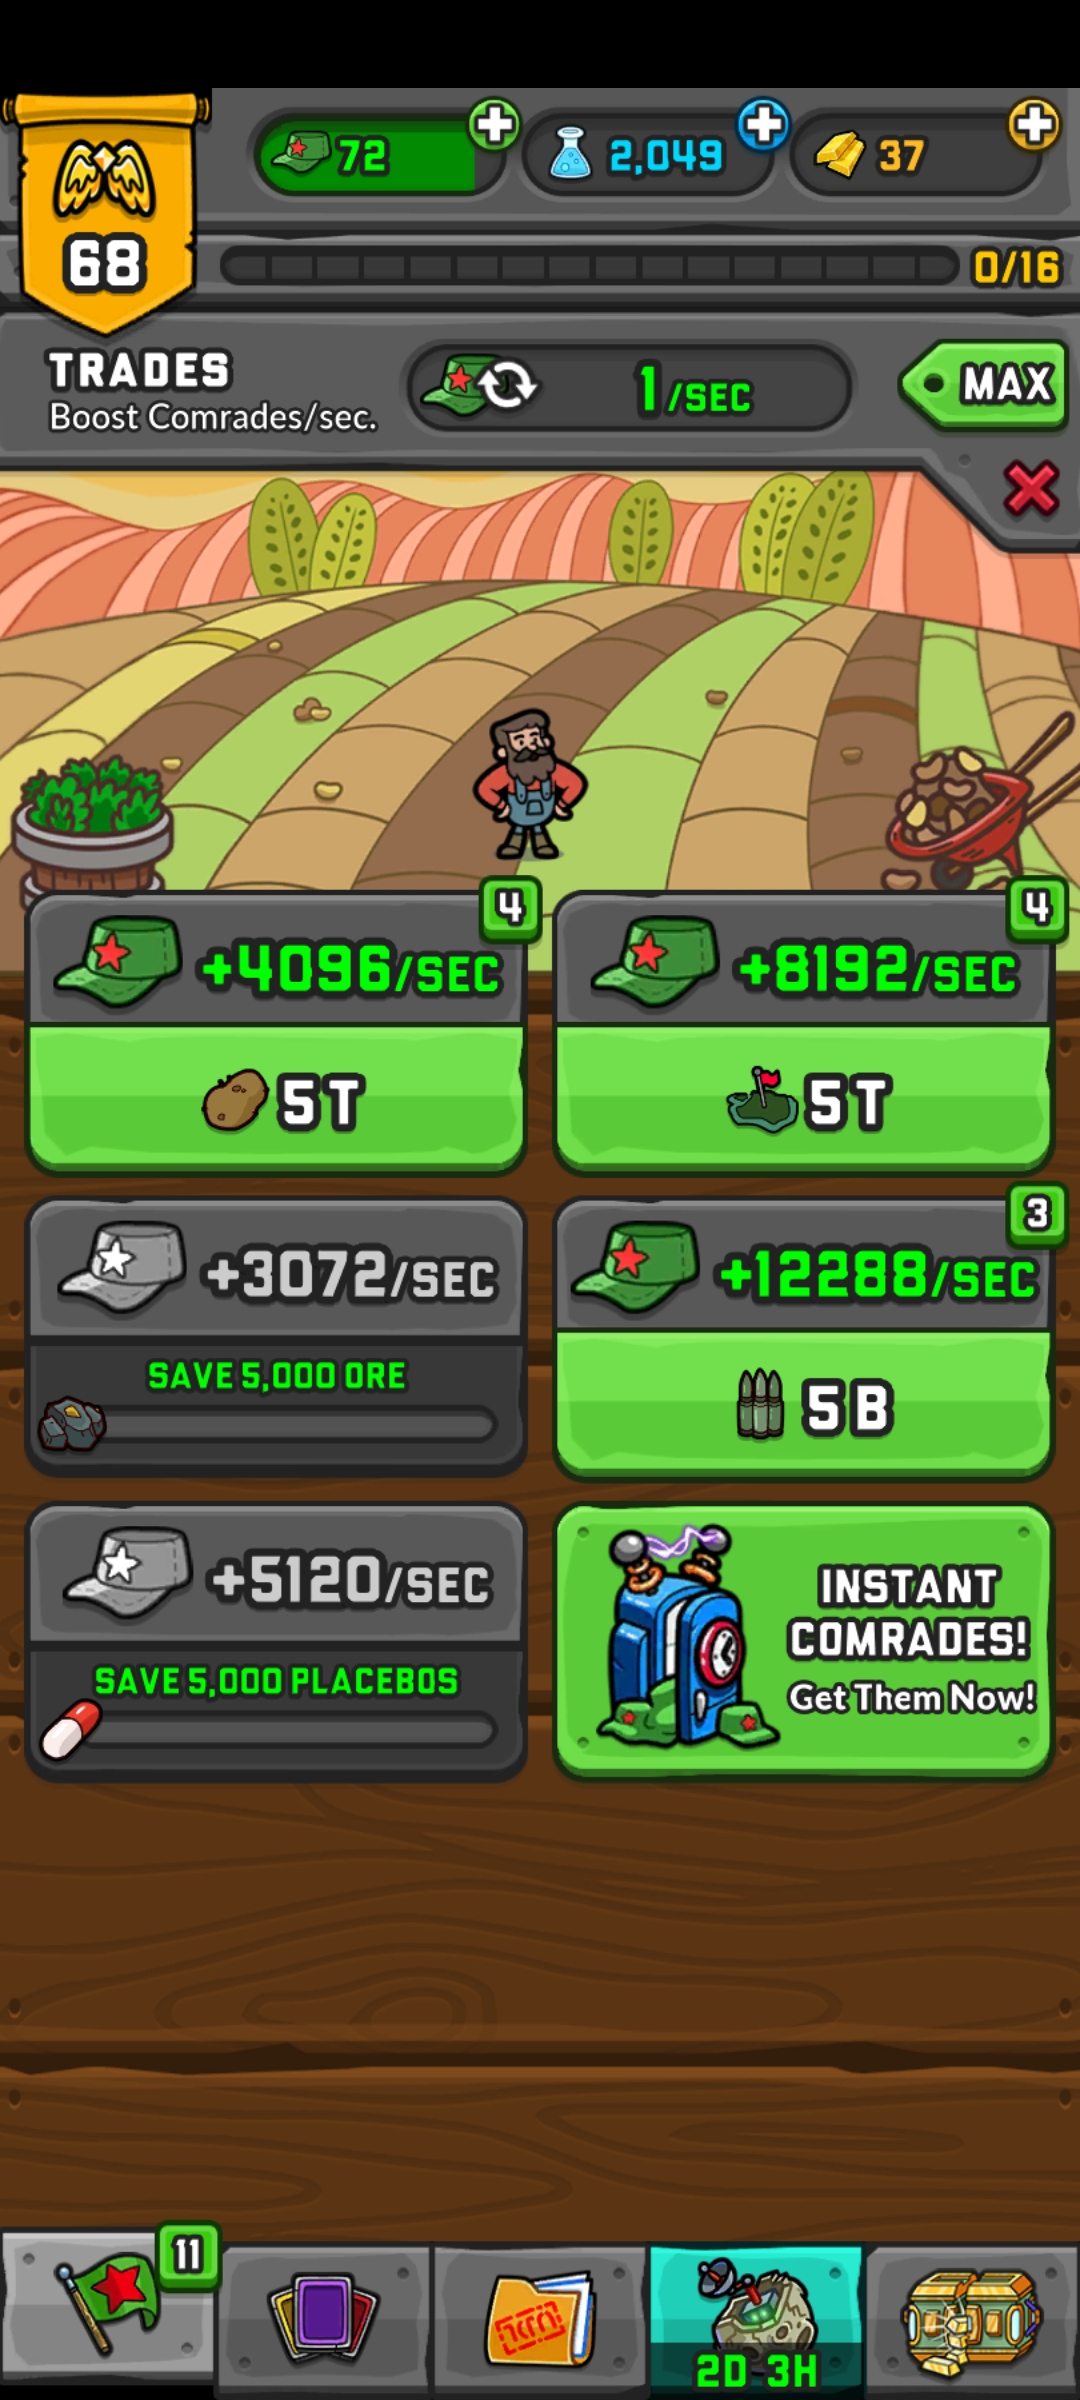 72
2,049
37
68
0/16
TRADES
Boost Comrades/sec.
1/SEC
MAX
4
+4096/SEC
5T
4
+8192/SEC
5T
+3072/SEC
SAVE 5,000 ORE
3
+12288/SEC
5B
+5120/SEC
SAVE 5,000 PLACEBOS
INSTANT
COMRADES!
Get Them Now!
11
2D 3H